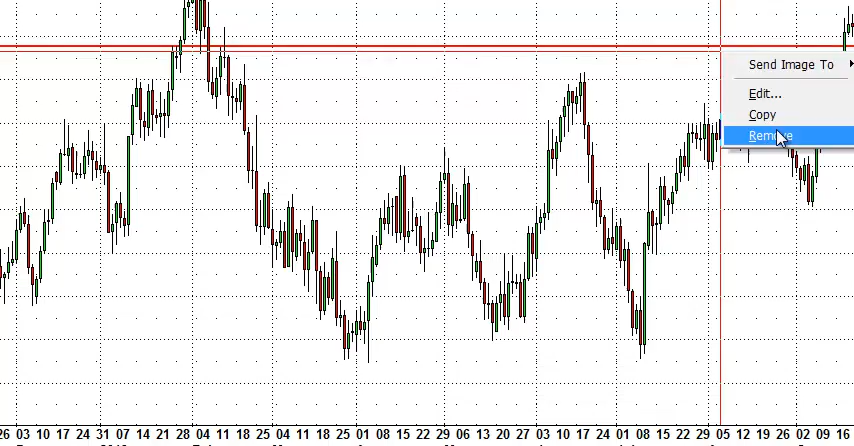 Send Image To
Edit...
Copy
Remove
26 03 10 17 24 31 07 14 21 28 04 11 18 25 04 11 18 25 01 08 15 22 29 06 13 20 27 03 10 17 24 01 08 15 22 29 05 12 19 26 02 09 16